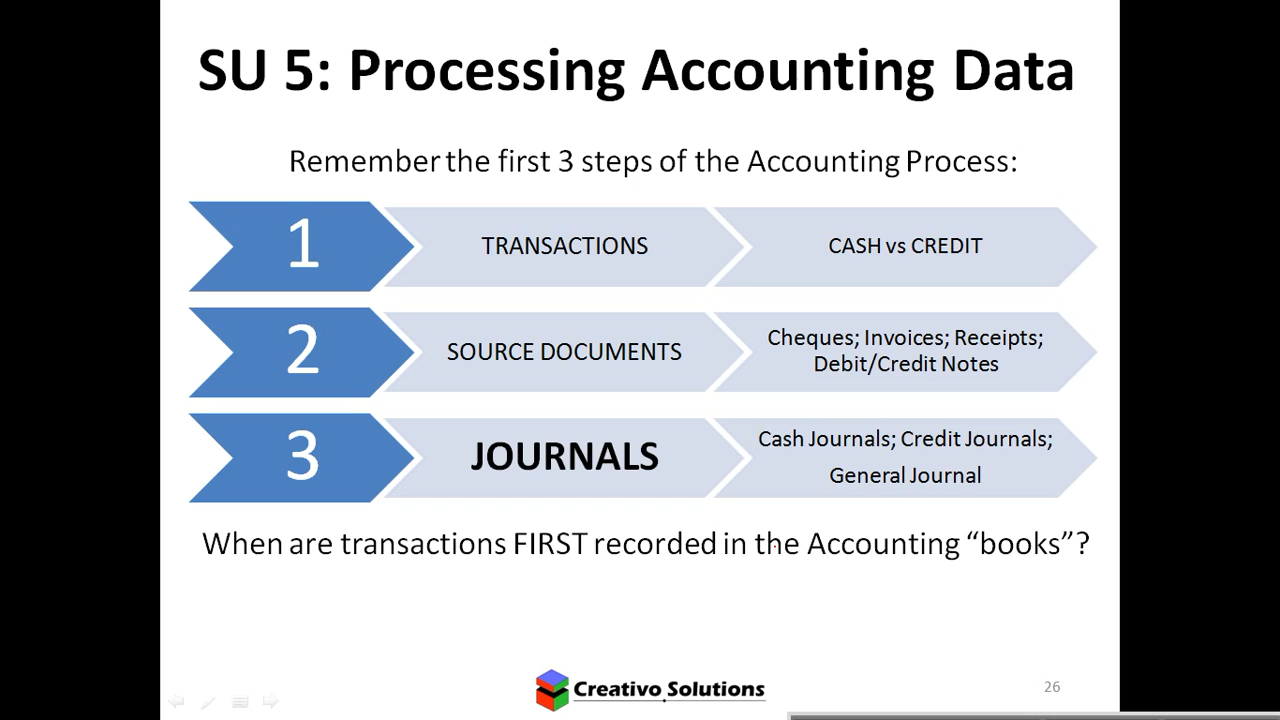 SU 5: Processing Accounting Data
Remember the first 3 steps of the Accounting Process:
1
TRANSACTIONS
CASH vs CREDIT
2
SOURCE DOCUMENTS
Cheques; Invoices; Receipts;
Debit/Credit Notes
3
JOURNALS
Cash Journals; Credit Journals;
General Journal
When are transactions FIRST recorded in the Accounting “books”?
Creativo Solutions
26